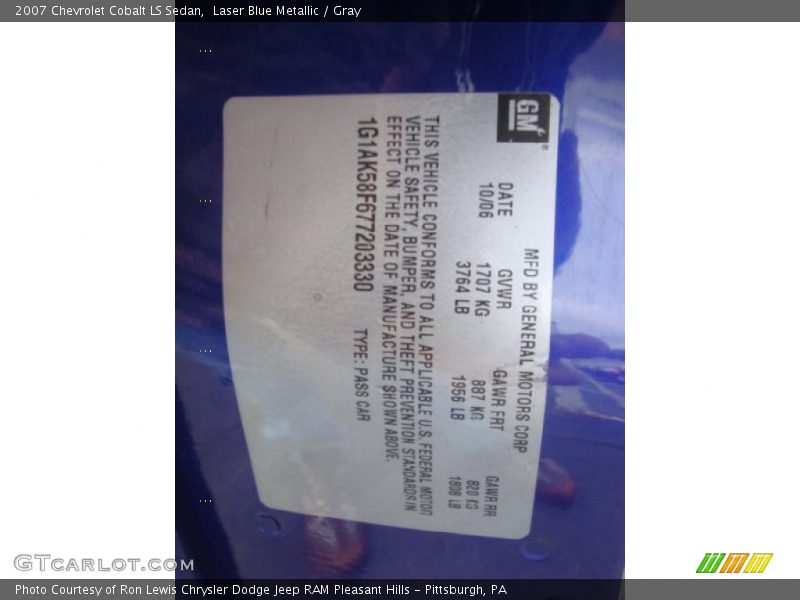 2007 Chevrolet Cobalt LS Sedan,  Laser Blue Metallic / Gray
GM
MFD BY GENERAL MOTORS CORP
DATE GVWR GAWR FRT GAWR RR
10/06 1707 KG 887 KG 820 KG
3764 LB 1956 LB 1808 LB
THIS VEHICLE CONFORMS TO ALL APPLICABLE U.S. FEDERAL MOTOR
VEHICLE SAFETY, BUMPER, AND THEFT PREVENTION STANDARDS IN
EFFECT ON THE DATE OF MANUFACTURE SHOWN ABOVE.
1G1AK58F677203330 TYPE: PASS CAR
GTCARLOT.COM
Photo Courtesy of Ron Lewis Chrysler Dodge Jeep RAM Pleasant Hills - Pittsburgh, PA